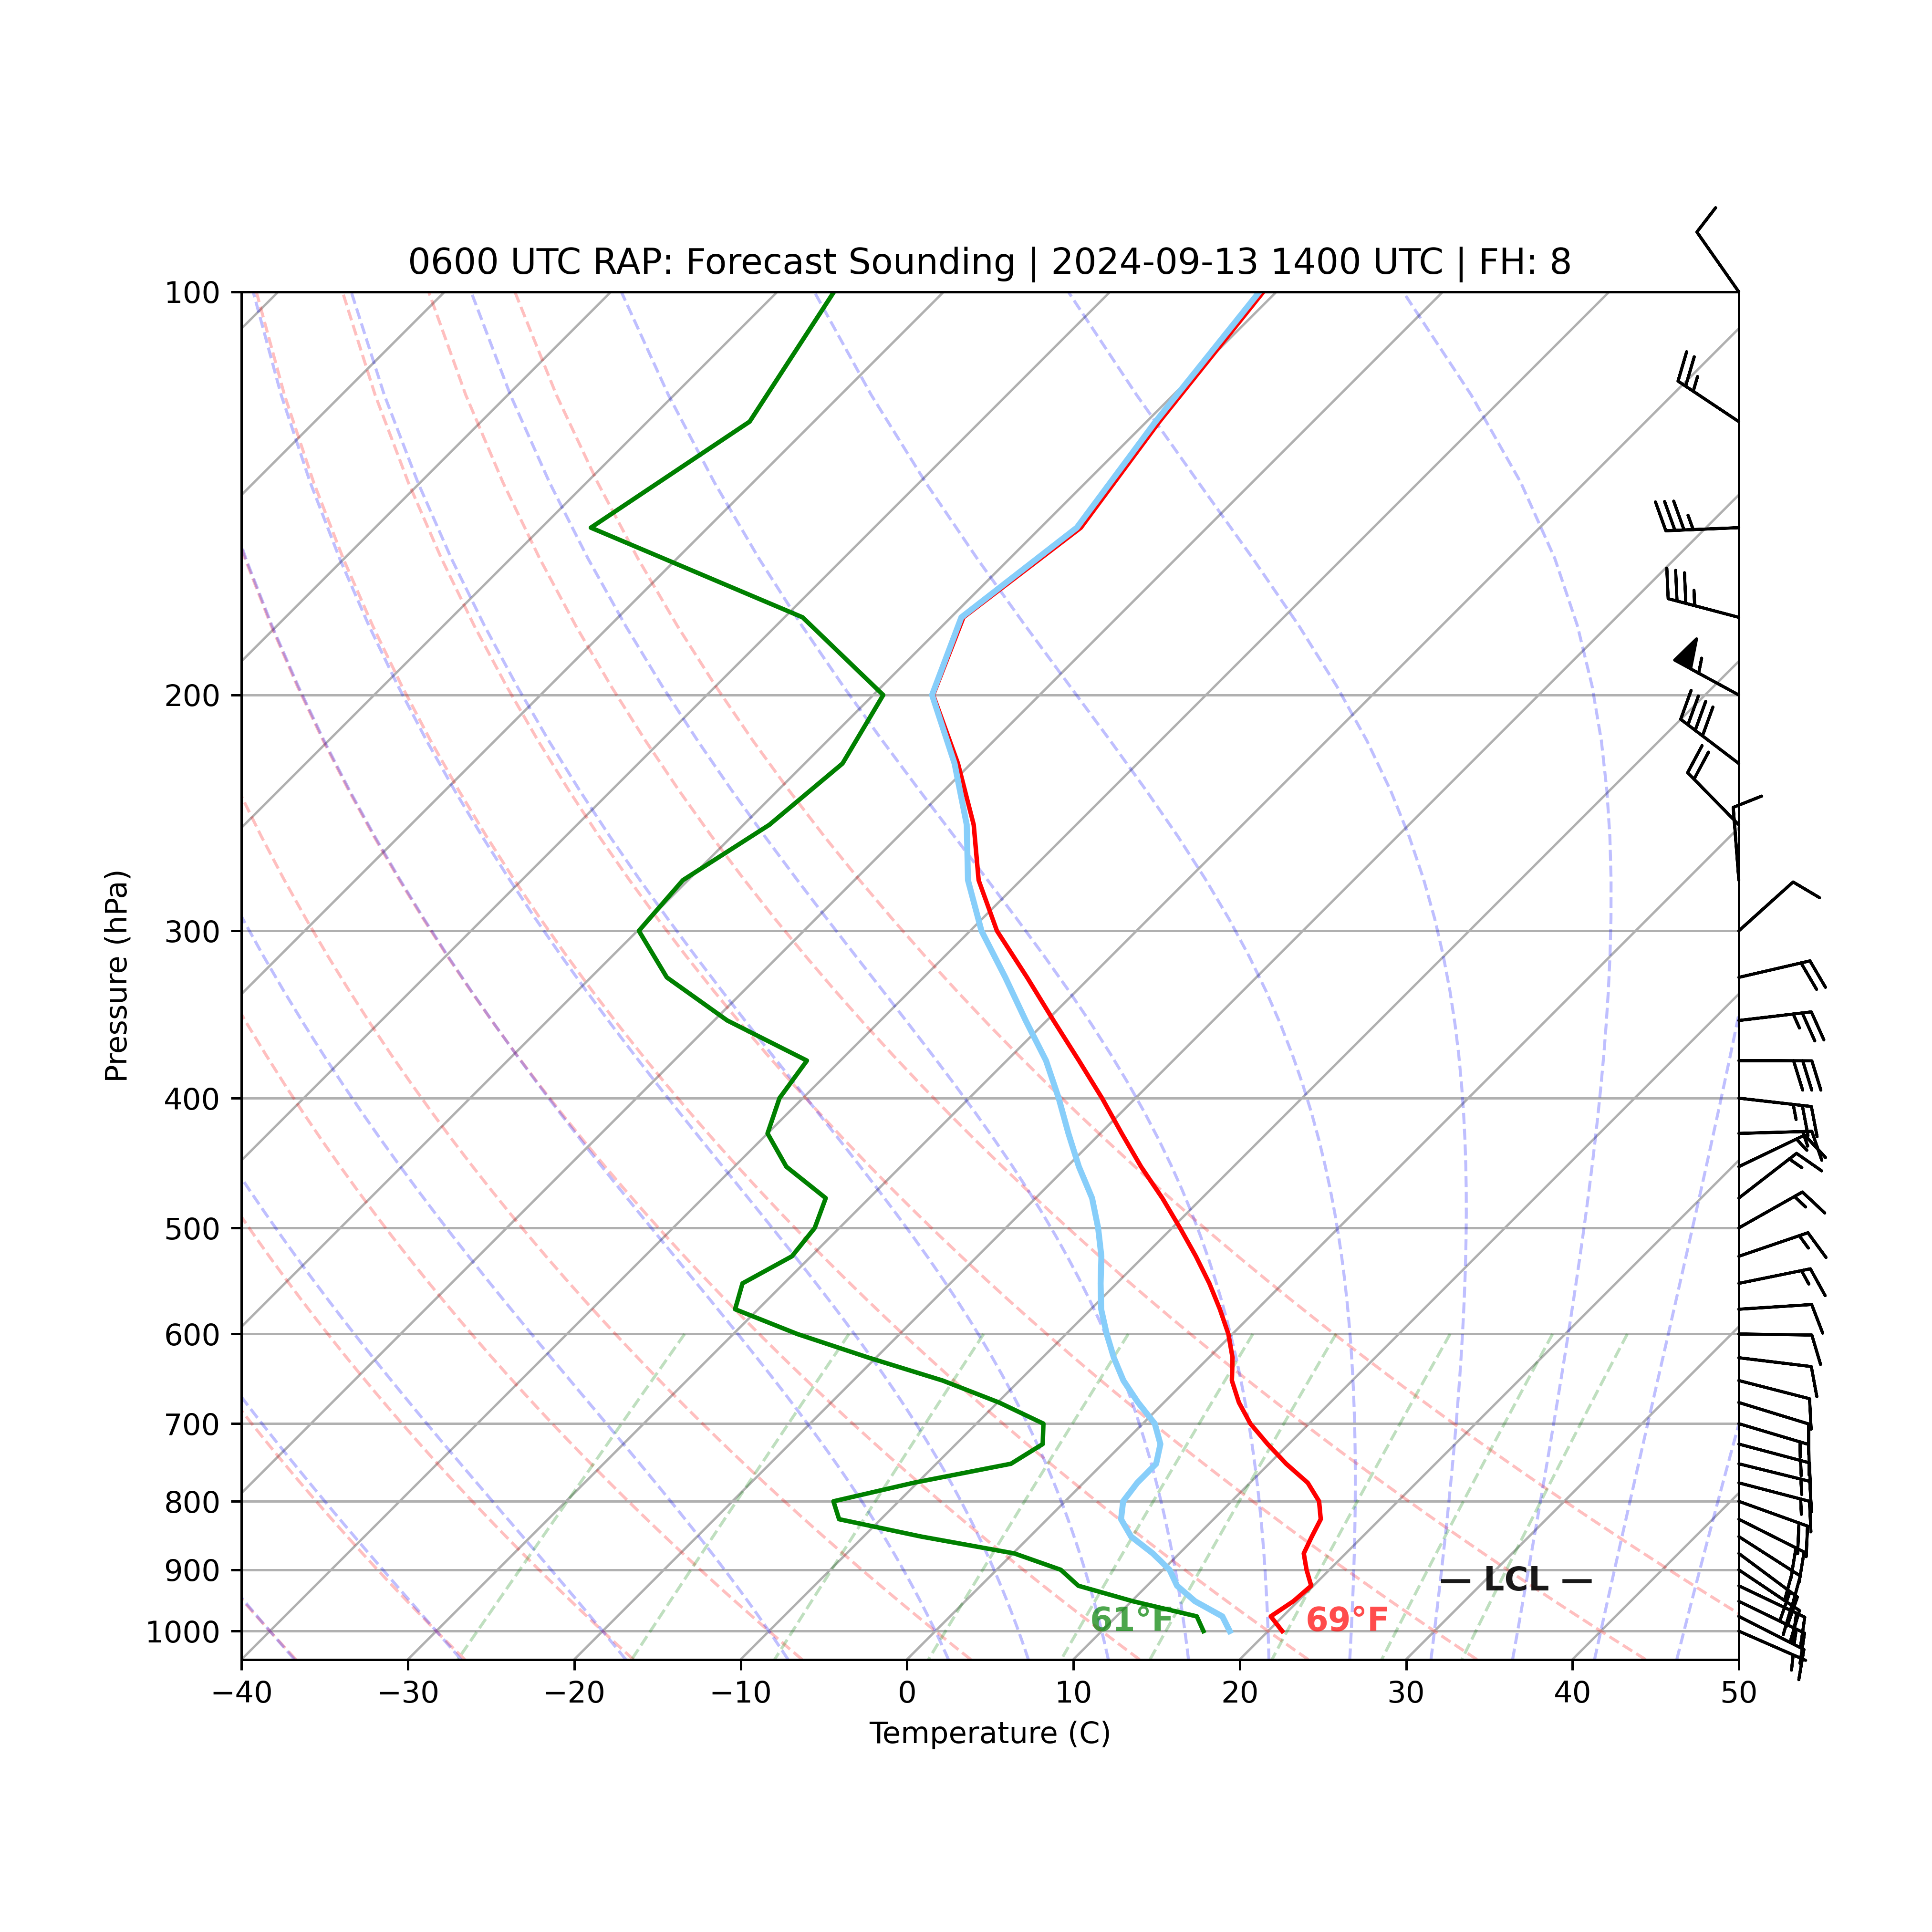 0600 UTC RAP: Forecast Sounding | 2024-09-13 1400 UTC | FH: 8
100
200
300
400
500
600
700
800
900
1000
Pressure (hPa)
— LCL —
61°F
69°F
−40 −30 −20 −10 0 10 20 30 40 50
Temperature (C)